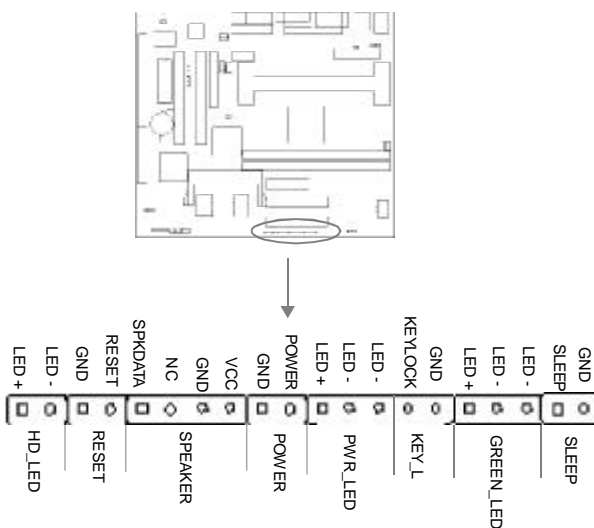 LED +
LED -
GND
RESET
SPKDATA
NC
GND
VCC
GND
POWER
LED +
LED -
LED -
KEYLOCK
GND
LED +
LED -
LED -
SLEEP
GND
HD_LED
RESET
SPEAKER
POWER
PWR_LED
KEY_L
GREEN_LED
SLEEP